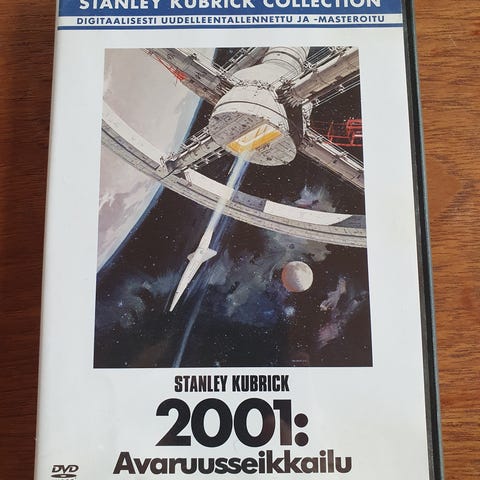 STANLEY KUBRICK COLLECTION
DIGITAALISESTI UUDELLEENTALLENNETTU JA -MASTEROITU
STANLEY KUBRICK
2001:
Avaruusseikkailu
DVD